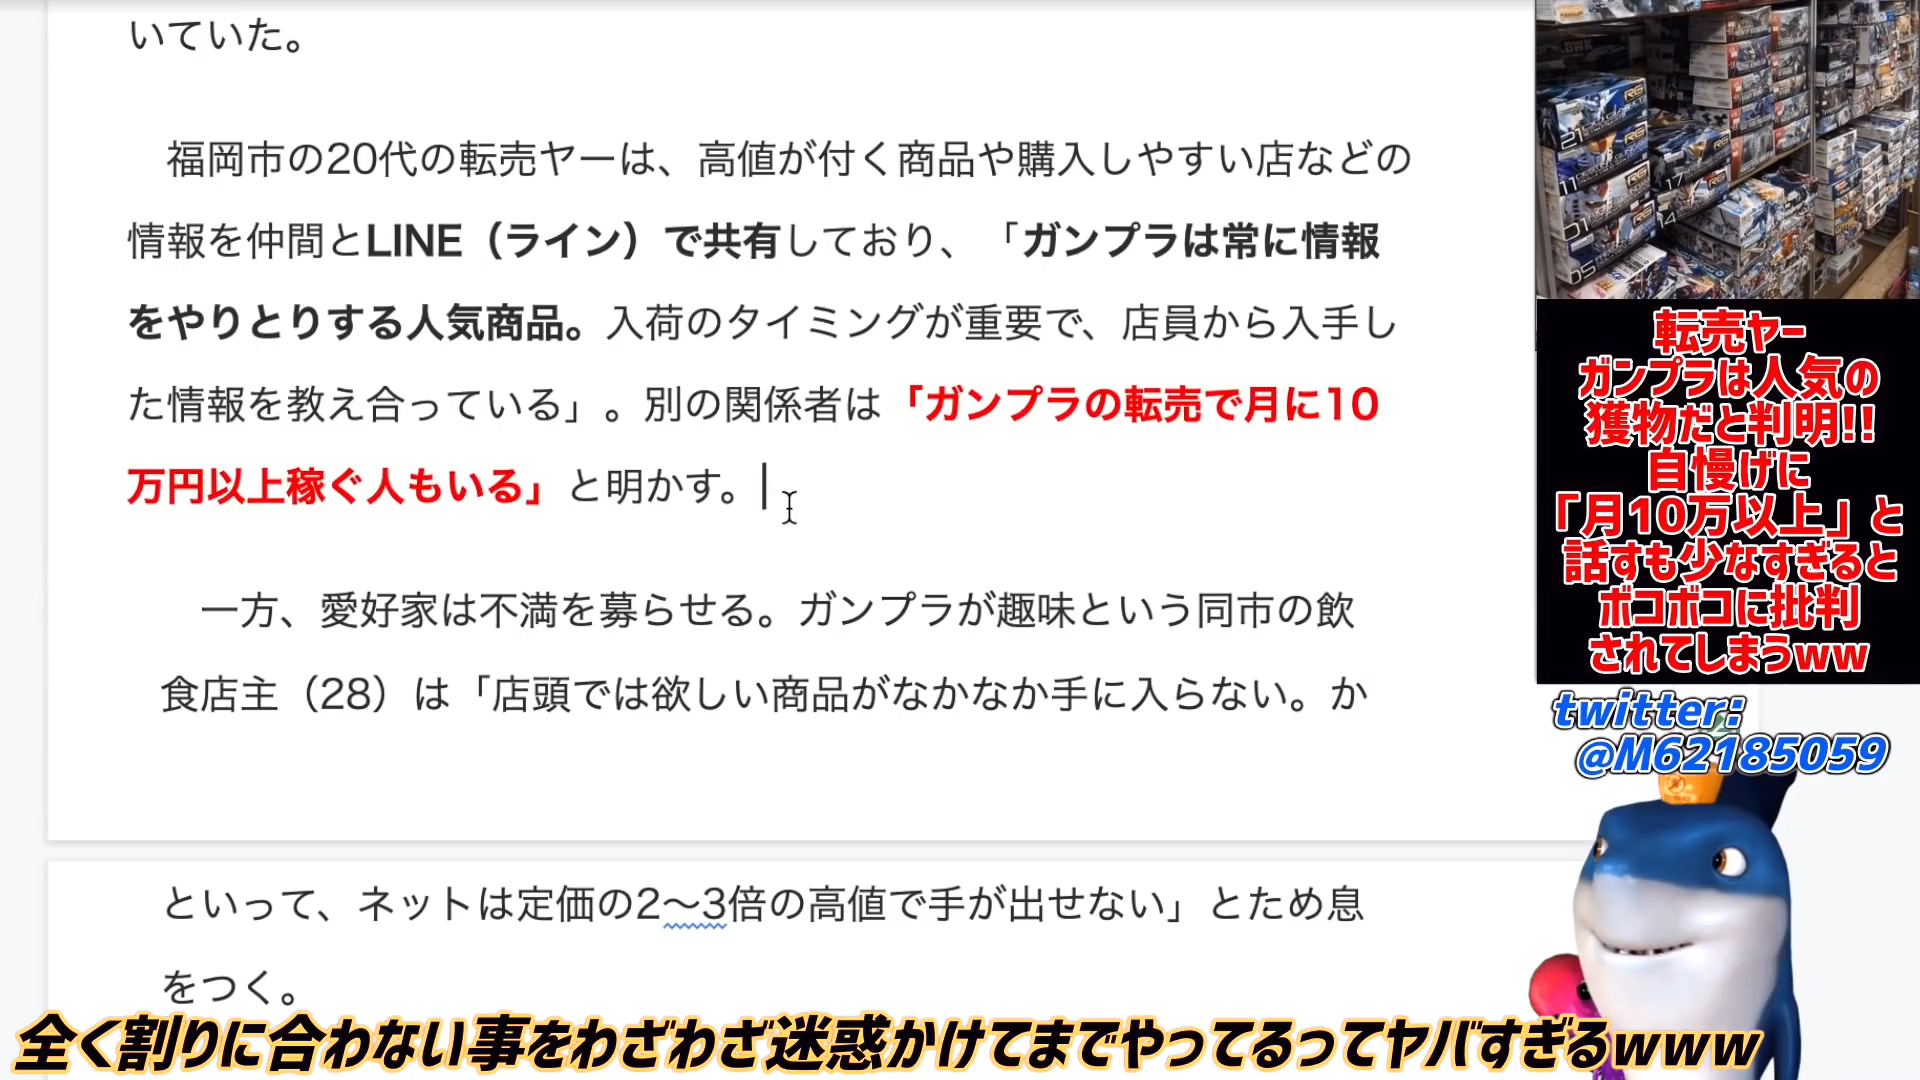 いていた。
福岡市の20代の転売ヤーは、高値が付く商品や購入しやすい店などの
情報を仲間とLINE（ライン）で共有しており、「ガンプラは常に情報
をやりとりする人気商品。入荷のタイミングが重要で、店員から入手し
た情報を教え合っている」。別の関係者は「ガンプラの転売で月に10
万円以上稼ぐ人もいる」と明かす。
一方、愛好家は不満を募らせる。ガンプラが趣味という同市の飲
食店主（28）は「店頭では欲しい商品がなかなか手に入らない。か
といって、ネットは定価の2〜3倍の高値で手が出せない」とため息
をつく。
RG
21
RG
11
RG
17
RG
01
RG
14
05
転売ヤー
ガンプラは人気の
獲物だと判明!!
自慢げに
「月10万以上」と
話すも少なすぎると
ボコボコに批判
されてしまうww
twitter:
@M62185059
全く割りに合わない事をわざわざ迷惑かけてまでやってるってヤバすぎるwww